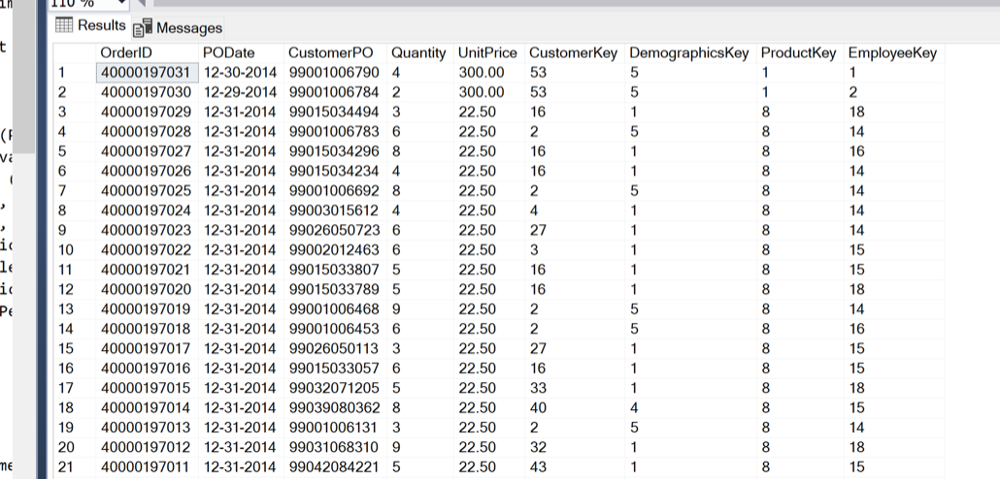 110 %
Results Messages
OrderID PODate CustomerPO Quantity UnitPrice CustomerKey DemographicsKey ProductKey EmployeeKey
1 40000197031 12-30-2014 99001006790 4 300.00 53 5 1 1
2 40000197030 12-29-2014 99001006784 2 300.00 53 5 1 2
3 40000197029 12-31-2014 99015034494 3 22.50 16 1 8 18
4 40000197028 12-31-2014 99001006783 6 22.50 2 5 8 14
5 40000197027 12-31-2014 99015034296 8 22.50 16 1 8 16
6 40000197026 12-31-2014 99015034234 4 22.50 16 1 8 14
7 40000197025 12-31-2014 99001006692 8 22.50 2 5 8 14
8 40000197024 12-31-2014 99003015612 4 22.50 4 1 8 14
9 40000197023 12-31-2014 99026050723 6 22.50 27 1 8 14
10 40000197022 12-31-2014 99002012463 6 22.50 3 1 8 15
11 40000197021 12-31-2014 99015033807 5 22.50 16 1 8 15
12 40000197020 12-31-2014 99015033789 5 22.50 16 1 8 18
13 40000197019 12-31-2014 99001006468 9 22.50 2 5 8 14
14 40000197018 12-31-2014 99001006453 6 22.50 2 5 8 16
15 40000197017 12-31-2014 99026050113 3 22.50 27 1 8 15
16 40000197016 12-31-2014 99015033057 6 22.50 16 1 8 15
17 40000197015 12-31-2014 99032071205 5 22.50 33 1 8 18
18 40000197014 12-31-2014 99039080362 8 22.50 40 4 8 15
19 40000197013 12-31-2014 99001006131 3 22.50 2 5 8 14
20 40000197012 12-31-2014 99031068310 9 22.50 32 1 8 18
21 40000197011 12-31-2014 99042084221 5 22.50 43 1 8 15